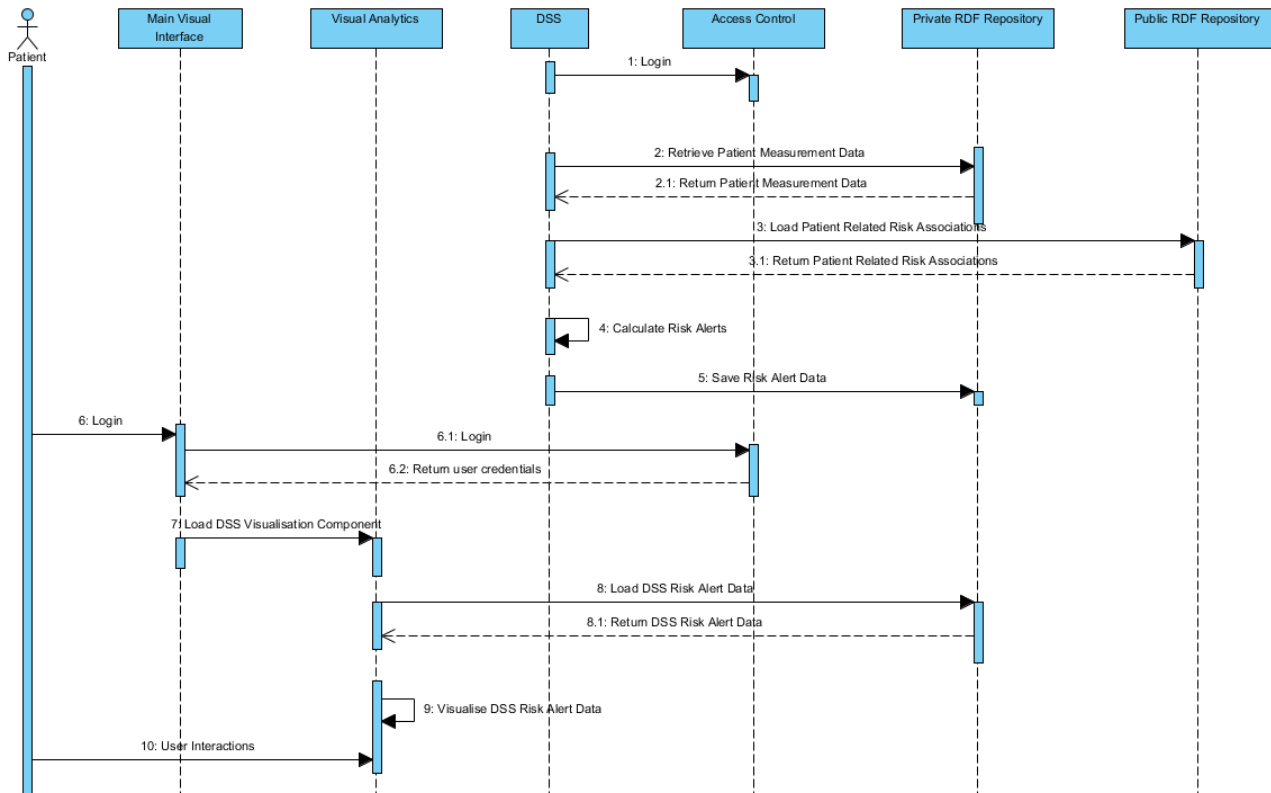 Main Visual
Interface
Visual Analytics
DSS
Access Control
Private RDF Repository
Public RDF Repository
Patient
1: Login
2: Retrieve Patient Measurement Data
2.1: Return Patient Measurement Data
3: Load Patient Related Risk Associations
3.1: Return Patient Related Risk Associations
4: Calculate Risk Alerts
5: Save Risk Alert Data
6: Login
6.1: Login
6.2: Return user credentials
7: Load DSS Visualisation Component
8: Load DSS Risk Alert Data
8.1: Return DSS Risk Alert Data
9: Visualise DSS Risk Alert Data
10: User Interactions